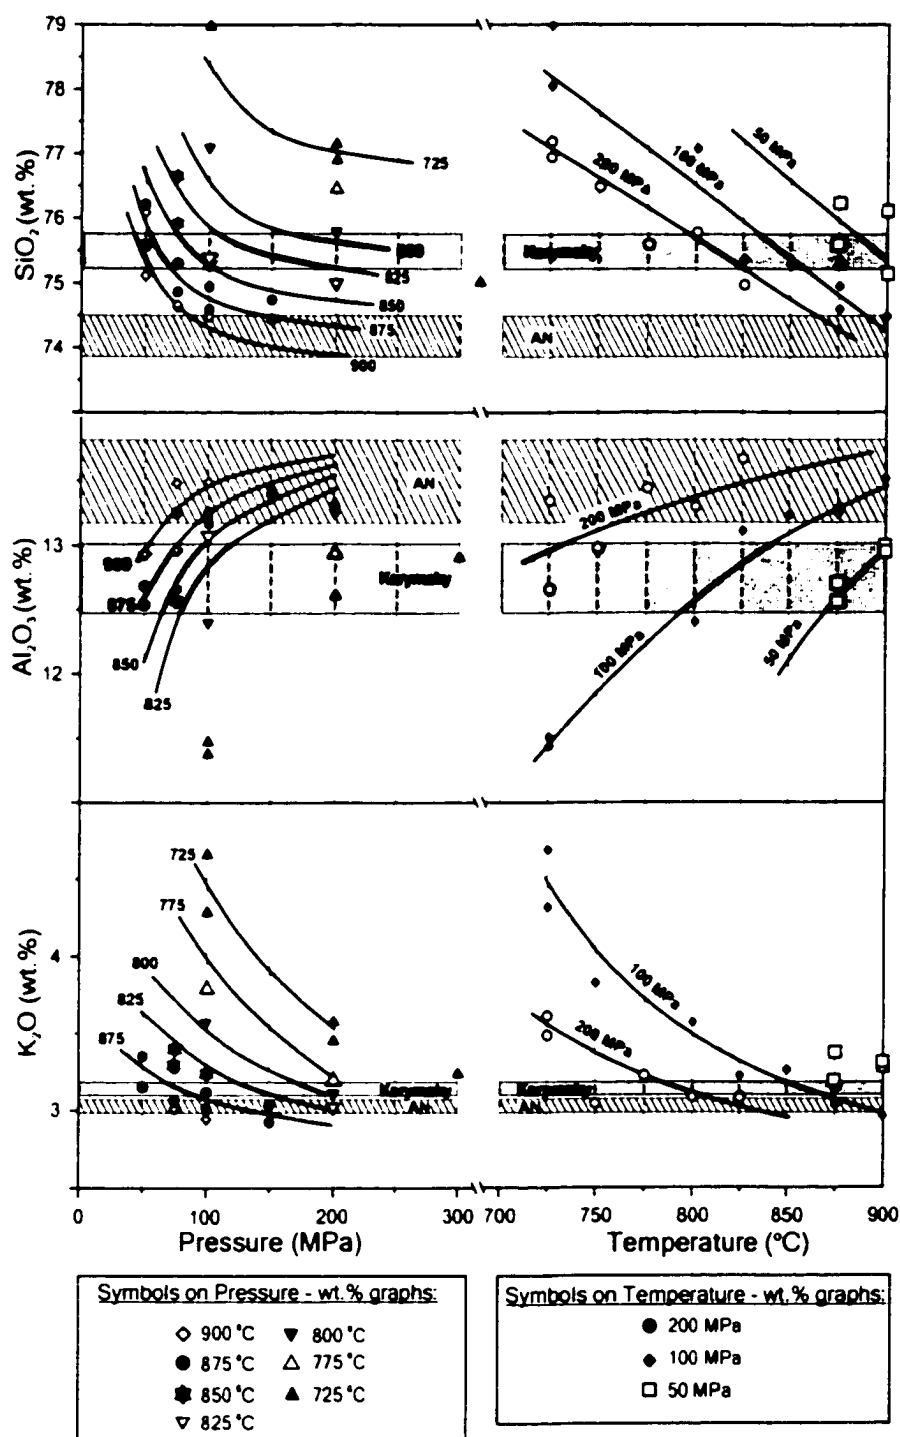 79
78
77
76
75
74
SiO₂ (wt.%)
725
800
825
850
875
900
Karymsky
AN
200 MPa
100 MPa
50 MPa
13
12
Al₂O₃ (wt.%)
AN
Karymsky
900
875
850
825
200 MPa
100 MPa
50 MPa
4
3
K₂O (wt.%)
725
775
800
825
875
Karymsky
AN
100 MPa
200 MPa
Karymsky
AN
0 100 200 300 700 750 800 850 900
Pressure (MPa) Temperature (°C)
Symbols on Pressure - wt.% graphs:
900 °C 800 °C
875 °C 775 °C
850 °C 725 °C
825 °C
Symbols on Temperature - wt.% graphs:
200 MPa
100 MPa
50 MPa